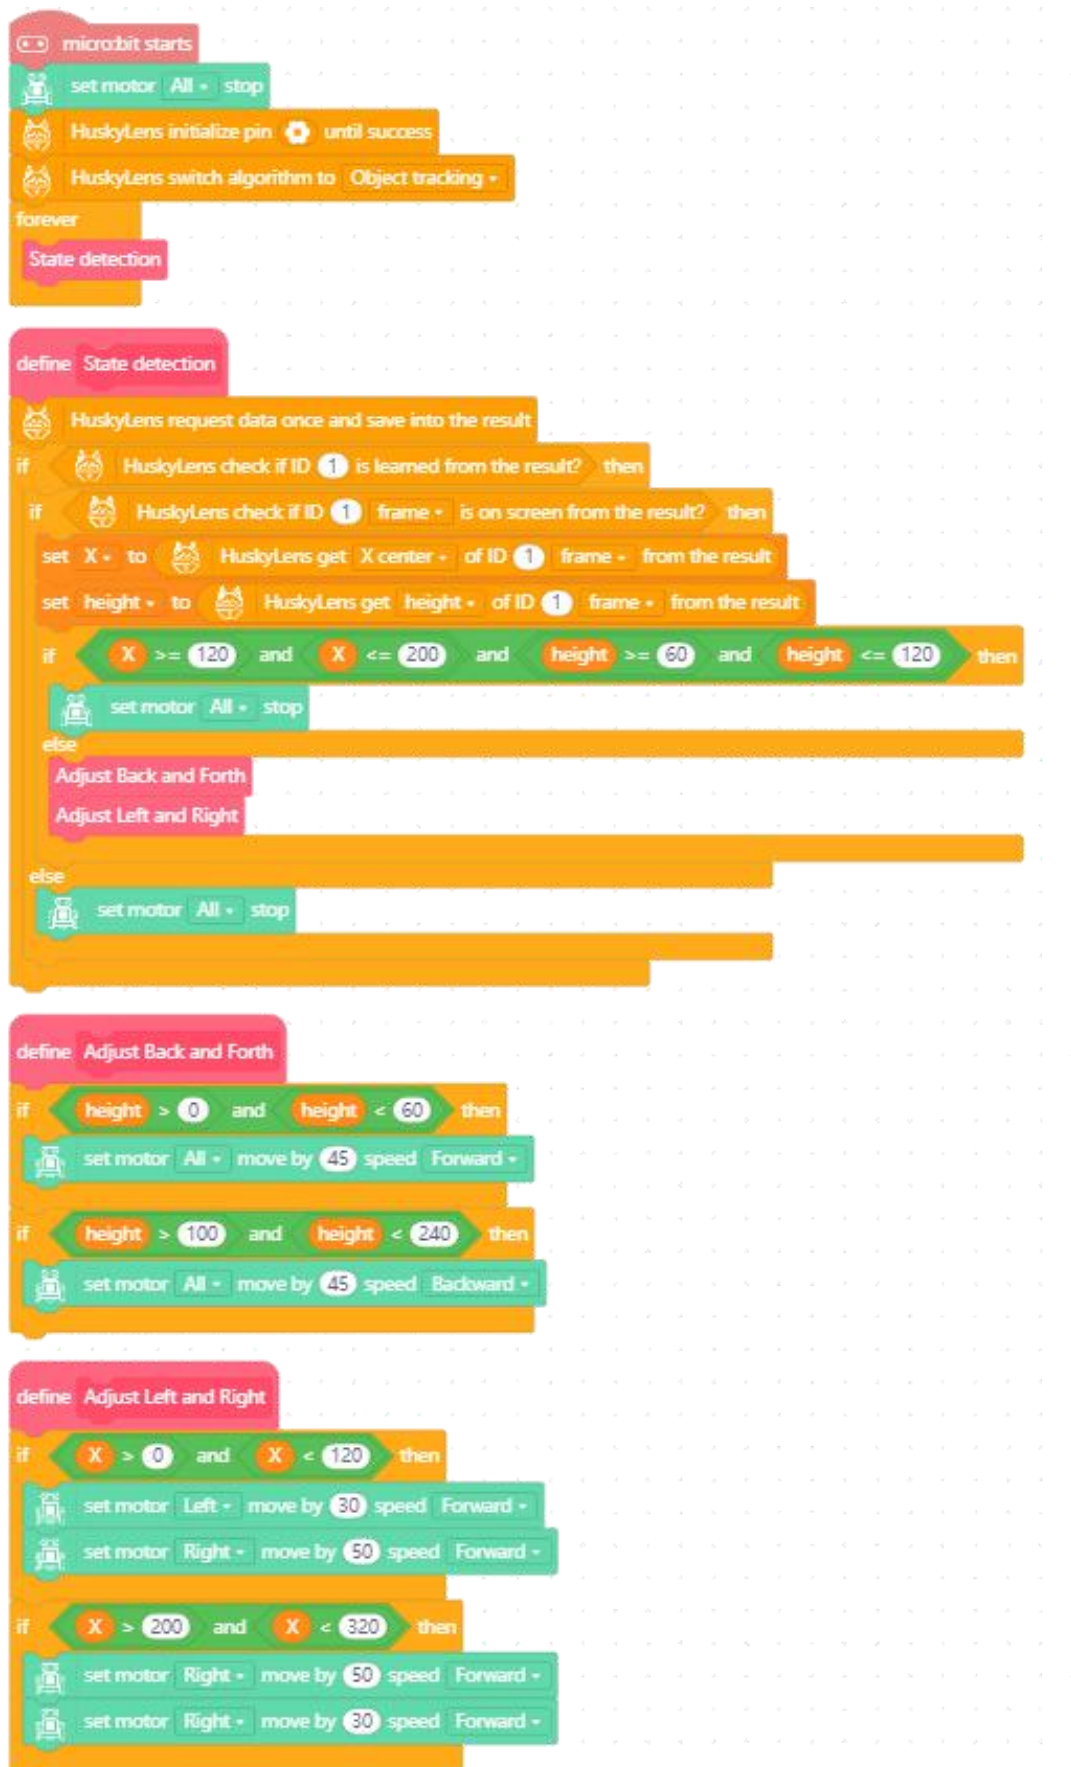 micro:bit starts
set motor All stop
HuskyLens initialize pin until success
HuskyLens switch algorithm to Object tracking
forever
State detection
define State detection
HuskyLens request data once and save into the result
if HuskyLens check if ID 1 is learned from the result? then
if HuskyLens check if ID 1 frame is on screen from the result? then
set X to HuskyLens get X center of ID 1 frame from the result
set height to HuskyLens get height of ID 1 frame from the result
if X >= 120 and X <= 200 and height >= 60 and height <= 120 then
set motor All stop
else
Adjust Back and Forth
Adjust Left and Right
else
set motor All stop
define Adjust Back and Forth
if height > 0 and height < 60 then
set motor All move by 45 speed Forward
if height > 100 and height < 240 then
set motor All move by 45 speed Backward
define Adjust Left and Right
if X > 0 and X < 120 then
set motor Left move by 30 speed Forward
set motor Right move by 50 speed Forward
if X > 200 and X < 320 then
set motor Right move by 50 speed Forward
set motor Right move by 30 speed Forward